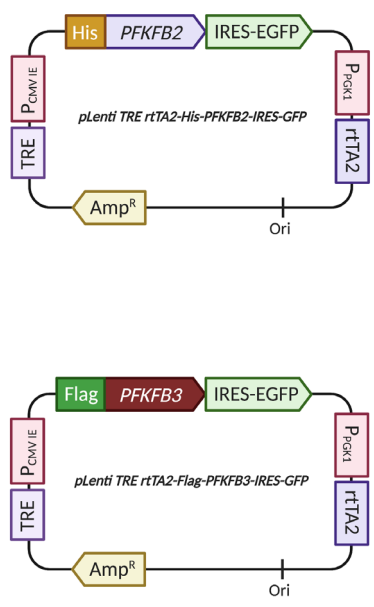 His PFKFB2 IRES-EGFP
PCMV IE
PPGK1
pLenti TRE rtTA2-His-PFKFB2-IRES-GFP
TRE
rtTA2
AmpR
Ori
Flag PFKFB3 IRES-EGFP
PCMV IE
PPGK1
pLenti TRE rtTA2-Flag-PFKFB3-IRES-GFP
TRE
rtTA2
AmpR
Ori